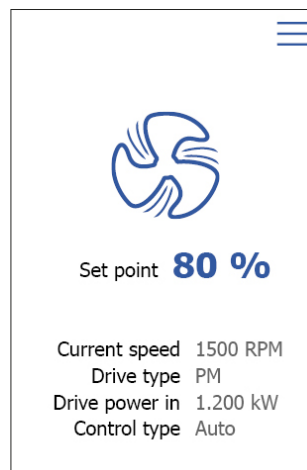 Set point 80 %
Current speed 1500 RPM
Drive type PM
Drive power in 1.200 kW
Control type Auto